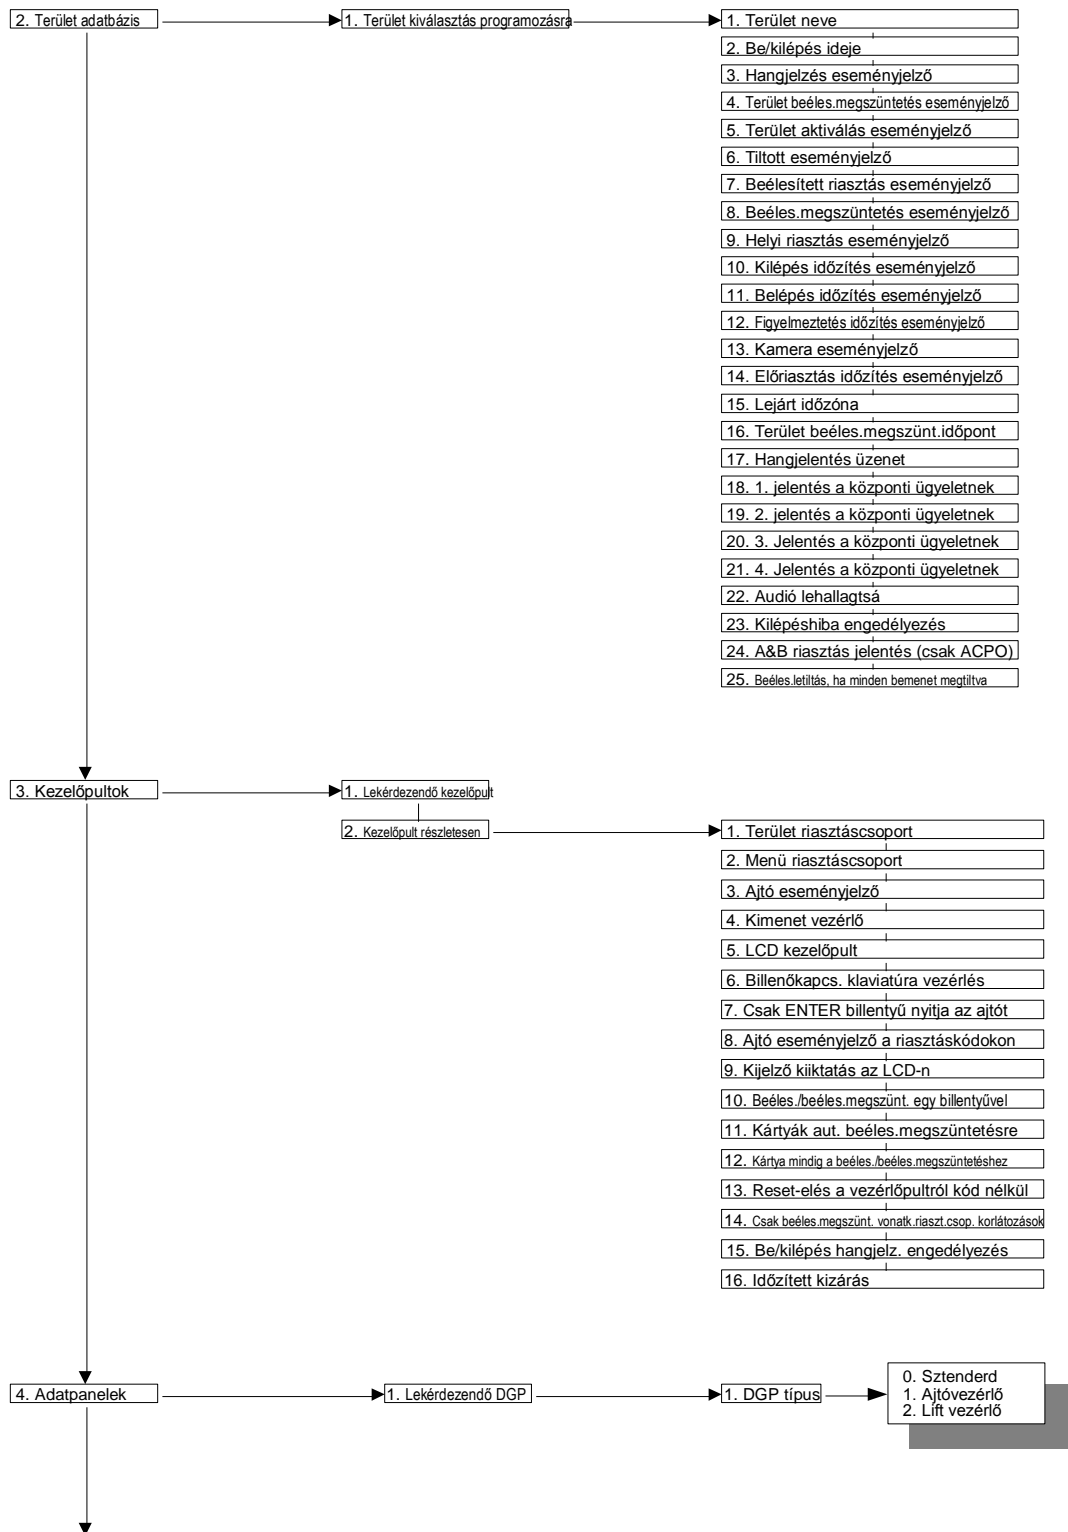 2. Terület adatbázis
1. Terület kiválasztás programozásra
1. Terület neve
2. Be/kilépés ideje
3. Hangjelzés eseményjelző
4. Terület beéles.megszüntetés eseményjelző
5. Terület aktiválás eseményjelző
6. Tiltott eseményjelző
7. Beélesített riasztás eseményjelző
8. Beéles.megszüntetés eseményjelző
9. Helyi riasztás eseményjelző
10. Kilépés időzítés eseményjelző
11. Belépés időzítés eseményjelző
12. Figyelmeztetés időzítés eseményjelző
13. Kamera eseményjelző
14. Előriasztás időzítés eseményjelző
15. Lejárt időzóna
16. Terület beéles.megszünt.időpont
17. Hangjelentés üzenet
18. 1. jelentés a központi ügyeletnek
19. 2. jelentés a központi ügyeletnek
20. 3. Jelentés a központi ügyeletnek
21. 4. Jelentés a központi ügyeletnek
22. Audió lehallagtsá
23. Kilépéshiba engedélyezés
24. A&B riasztás jelentés (csak ACPO)
25. Beéles.letiltás, ha minden bemenet megtiltva
3. Kezelőpultok
1. Lekérdezendő kezelőpult
2. Kezelőpult részletesen
1. Terület riasztáscsoport
2. Menü riasztáscsoport
3. Ajtó eseményjelző
4. Kimenet vezérlő
5. LCD kezelőpult
6. Billenőkapcs. klaviatúra vezérlés
7. Csak ENTER billentyű nyitja az ajtót
8. Ajtó eseményjelző a riasztáskódokon
9. Kijelző kiiktatás az LCD-n
10. Beéles./beéles.megszünt. egy billentyűvel
11. Kártyák aut. beéles.megszüntetésre
12. Kártya mindig a beéles./beéles.megszüntetéshez
13. Reset-elés a vezérlőpultról kód nélkül
14. Csak beéles.megszünt. vonatk.riaszt.csop. korlátozások
15. Be/kilépés hangjelz. engedélyezés
16. Időzített kizárás
4. Adatpanelek
1. Lekérdezendő DGP
1. DGP típus
0. Sztenderd
1. Ajtóvezérlő
2. Lift vezérlő